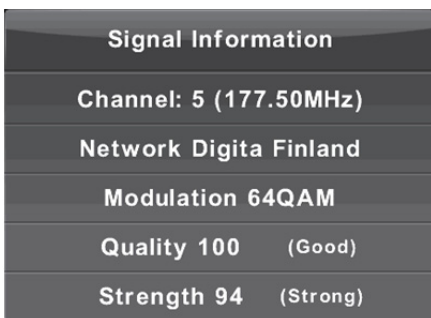 Signal Information
Channel: 5 (177.50MHz)
Network Digita Finland
Modulation 64QAM
Quality 100 (Good)
Strength 94 (Strong)